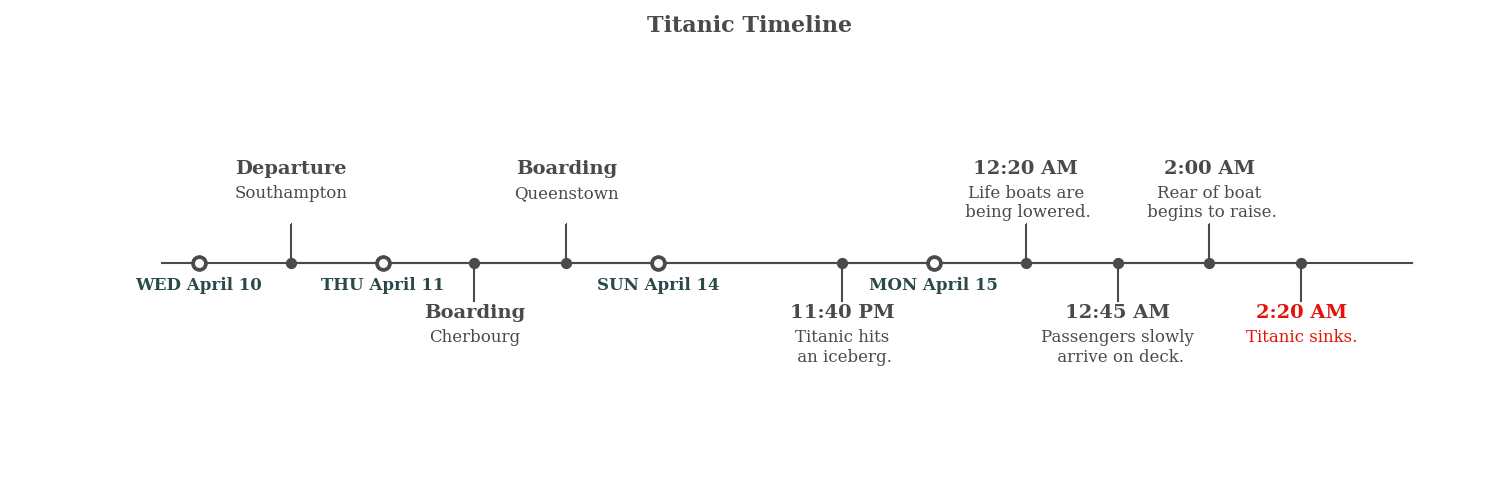 Titanic Timeline
Departure
Southampton
Boarding
Queenstown
12:20 AM
Life boats are
being lowered.
2:00 AM
Rear of boat
begins to raise.
WED April 10
THU April 11
SUN April 14
MON April 15
Boarding
Cherbourg
11:40 PM
Titanic hits
an iceberg.
12:45 AM
Passengers slowly
arrive on deck.
2:20 AM
Titanic sinks.